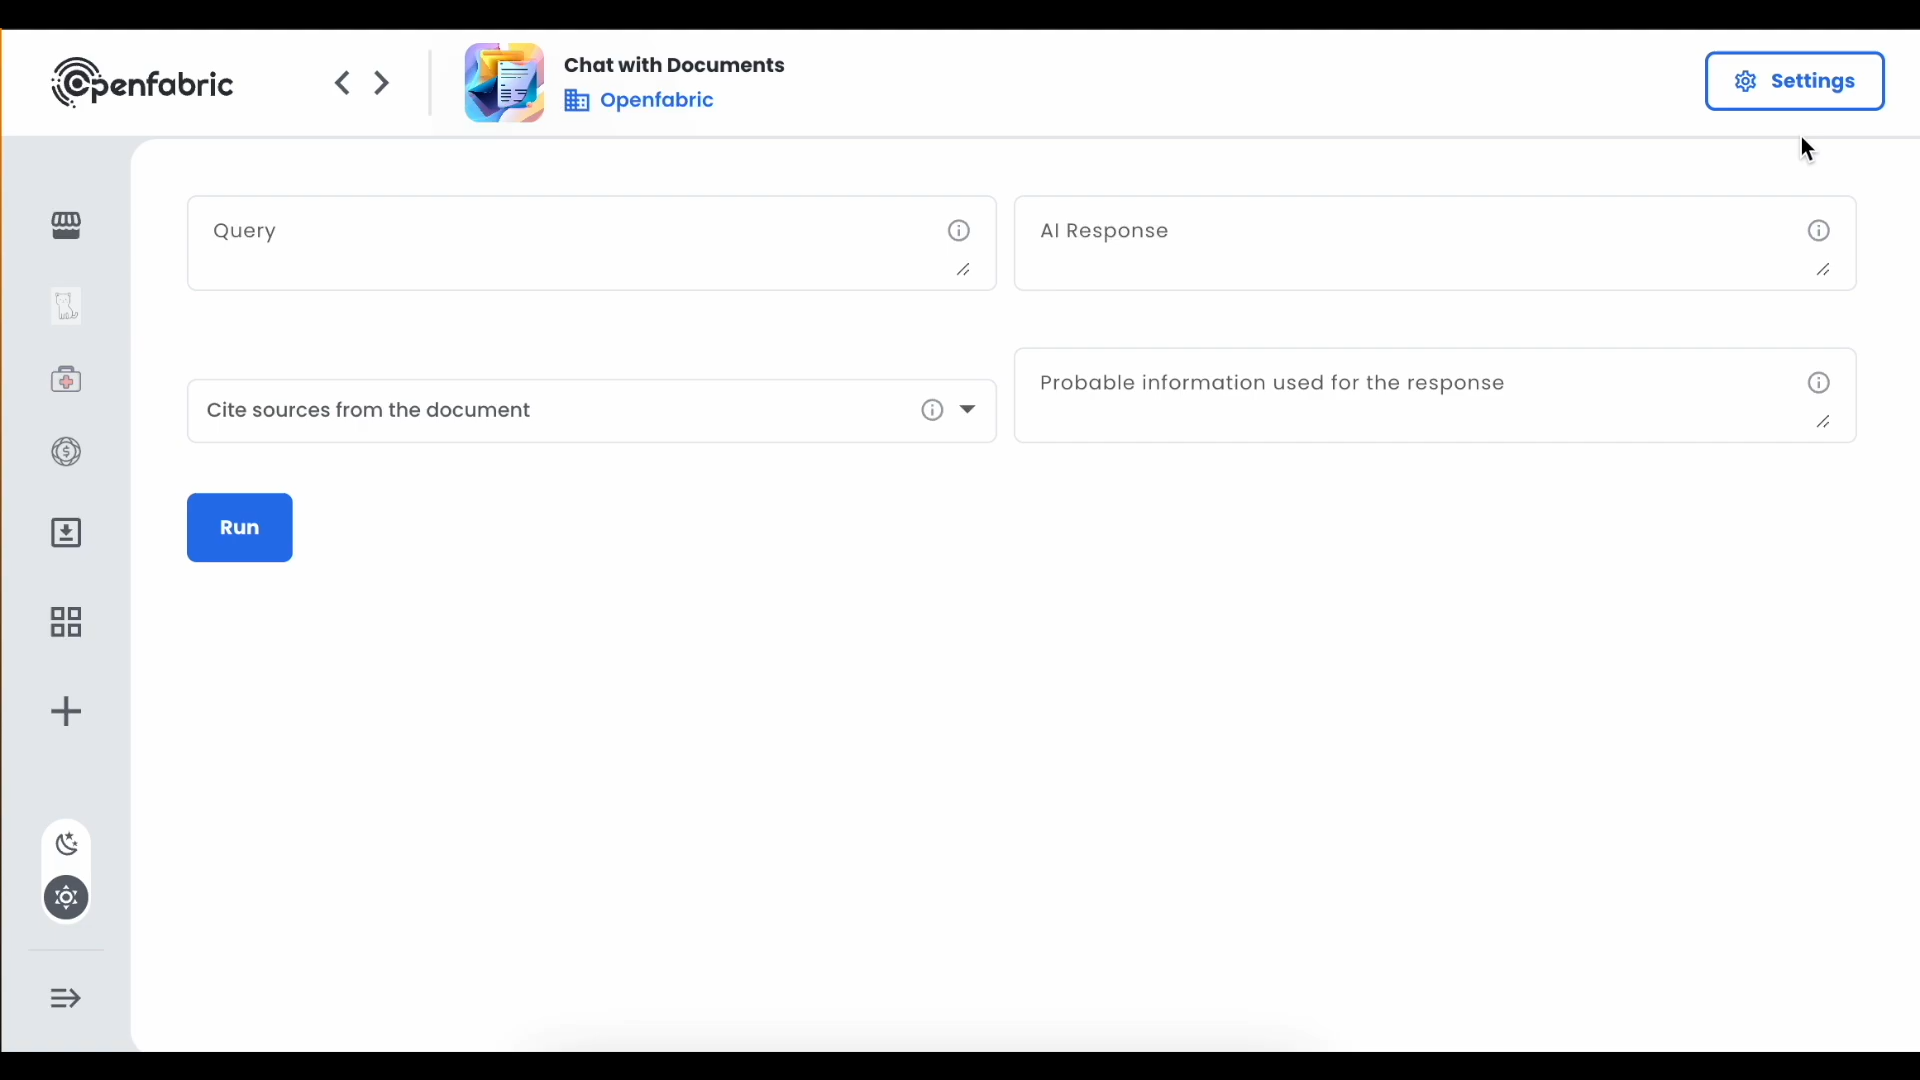 Openfabric
Chat with Documents
Openfabric
Settings
Query
AI Response
Cite sources from the document
Probable information used for the response
Run